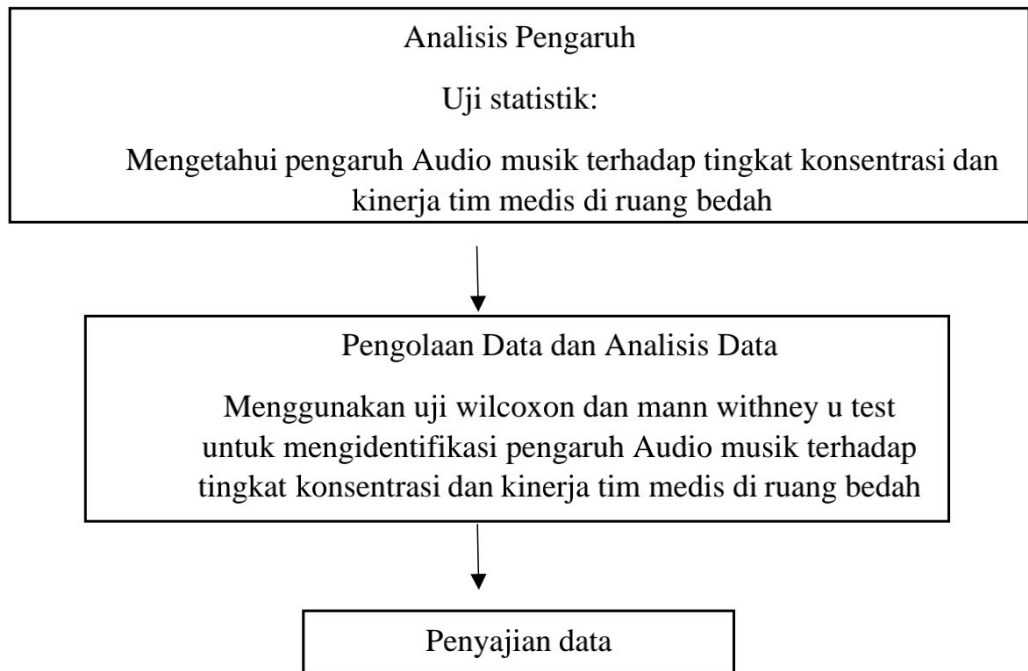 Analisis Pengaruh
Uji statistik:
Mengetahui pengaruh Audio musik terhadap tingkat konsentrasi dan
kinerja tim medis di ruang bedah
Pengolaan Data dan Analisis Data
Menggunakan uji wilcoxon dan mann withney u test
untuk mengidentifikasi pengaruh Audio musik terhadap
tingkat konsentrasi dan kinerja tim medis di ruang bedah
Penyajian data